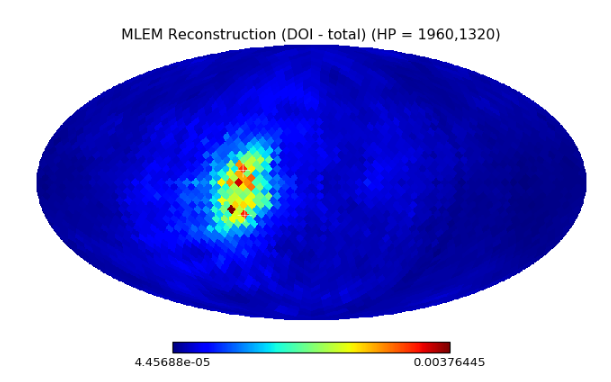 MLEM Reconstruction (DOI - total) (HP = 1960,1320)
4.45688e-05 0.00376445